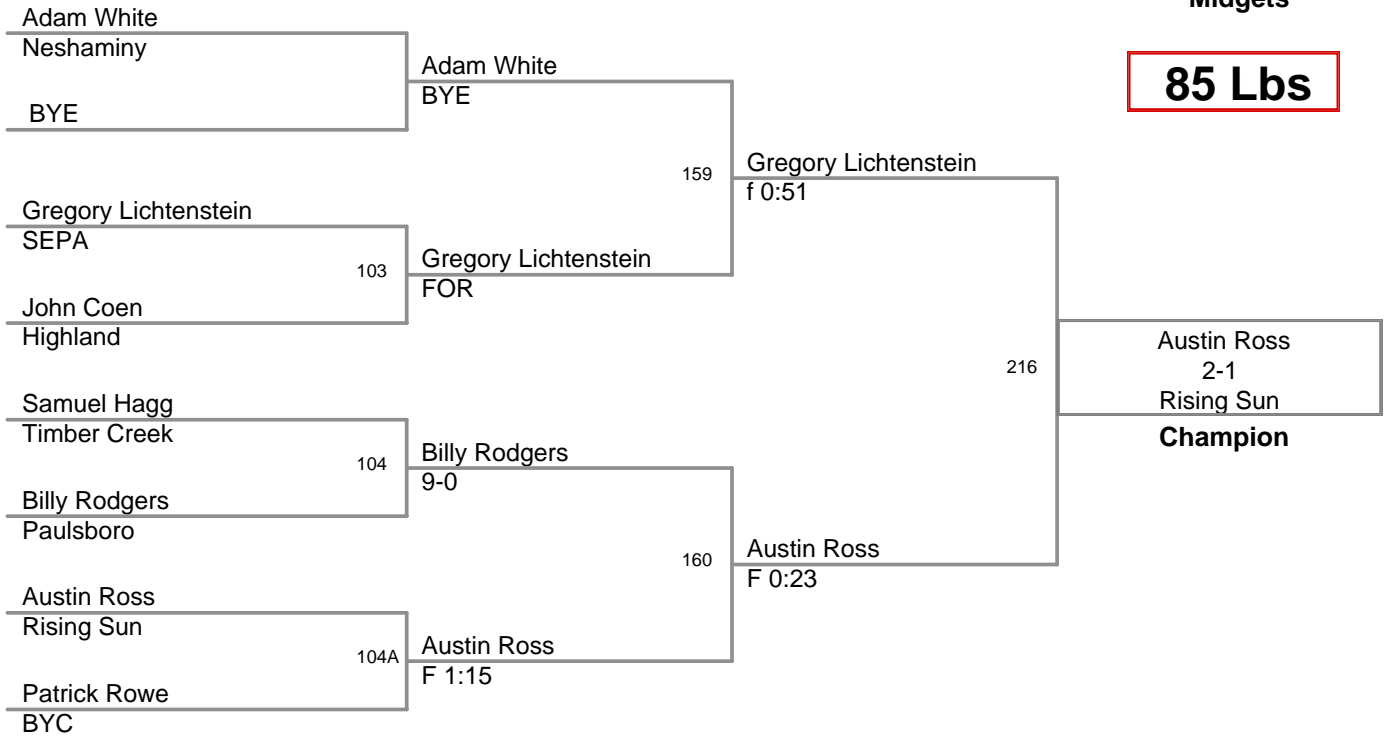 Midgets
85 Lbs
Adam White
Neshaminy
BYE
Gregory Lichtenstein
SEPA
103
John Coen
Highland
Samuel Hagg
Timber Creek
104
Billy Rodgers
Paulsboro
Austin Ross
Rising Sun
104A
Patrick Rowe
BYC
Adam White
BYE
159
Gregory Lichtenstein
FOR
Billy Rodgers
9-0
160
Austin Ross
F 1:15
Gregory Lichtenstein
f 0:51
216
Austin Ross
F 0:23
Austin Ross
2-1
Rising Sun
Champion